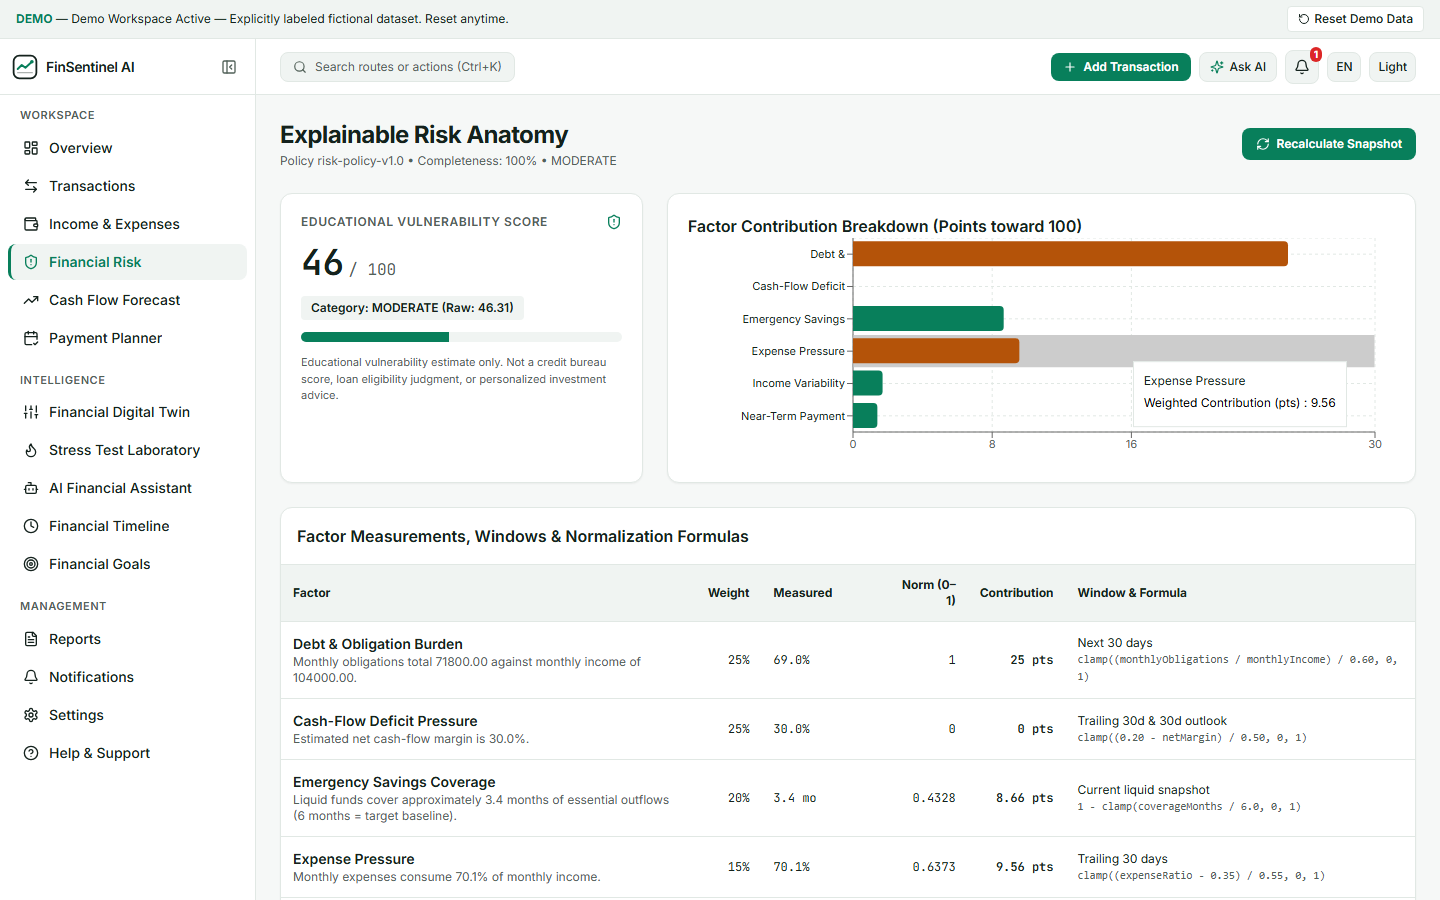 DEMO — Demo Workspace Active — Explicitly labeled fictional dataset. Reset anytime.
Reset Demo Data
FinSentinel AI
Search routes or actions (Ctrl+K)
Add Transaction
Ask AI
1
EN
Light
WORKSPACE
Overview
Transactions
Income & Expenses
Financial Risk
Cash Flow Forecast
Payment Planner
INTELLIGENCE
Financial Digital Twin
Stress Test Laboratory
AI Financial Assistant
Financial Timeline
Financial Goals
MANAGEMENT
Reports
Notifications
Settings
Help & Support
Explainable Risk Anatomy
Policy risk-policy-v1.0 • Completeness: 100% • MODERATE
Recalculate Snapshot
EDUCATIONAL VULNERABILITY SCORE
46 / 100
Category: MODERATE (Raw: 46.31)
Educational vulnerability estimate only. Not a credit bureau
score, loan eligibility judgment, or personalized investment
advice.
Factor Contribution Breakdown (Points toward 100)
Debt &
Cash-Flow Deficit
Emergency Savings
Expense Pressure
Income Variability
Near-Term Payment
0 8 16 30
Expense Pressure
Weighted Contribution (pts) : 9.56
Factor Measurements, Windows & Normalization Formulas
Factor Weight Measured Norm (0–
1) Contribution Window & Formula
Debt & Obligation Burden
Monthly obligations total 71800.00 against monthly income of
104000.00.
25% 69.0% 1 25 pts
Next 30 days
clamp((monthlyObligations / monthlyIncome) / 0.60, 0,
1)
Cash-Flow Deficit Pressure
Estimated net cash-flow margin is 30.0%.
25% 30.0% 0 0 pts
Trailing 30d & 30d outlook
clamp((0.20 - netMargin) / 0.50, 0, 1)
Emergency Savings Coverage
Liquid funds cover approximately 3.4 months of essential outflows
(6 months = target baseline).
20% 3.4 mo 0.4328 8.66 pts
Current liquid snapshot
1 - clamp(coverageMonths / 6.0, 0, 1)
Expense Pressure
Monthly expenses consume 70.1% of monthly income.
15% 70.1% 0.6373 9.56 pts
Trailing 30 days
clamp((expenseRatio - 0.35) / 0.55, 0, 1)